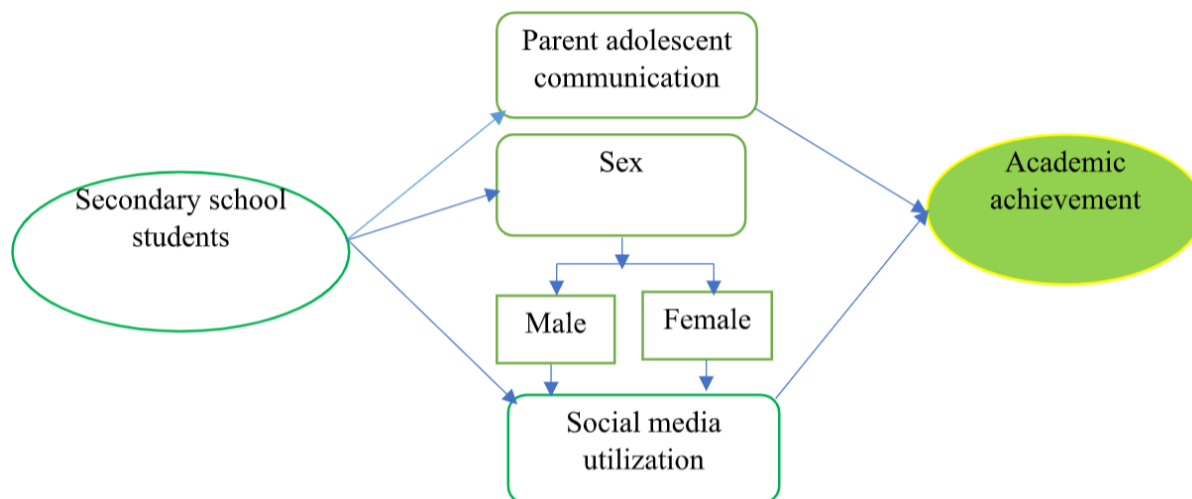 Parent adolescent
communication
Sex
Secondary school
students
Academic
achievement
Male
Female
Social media
utilization